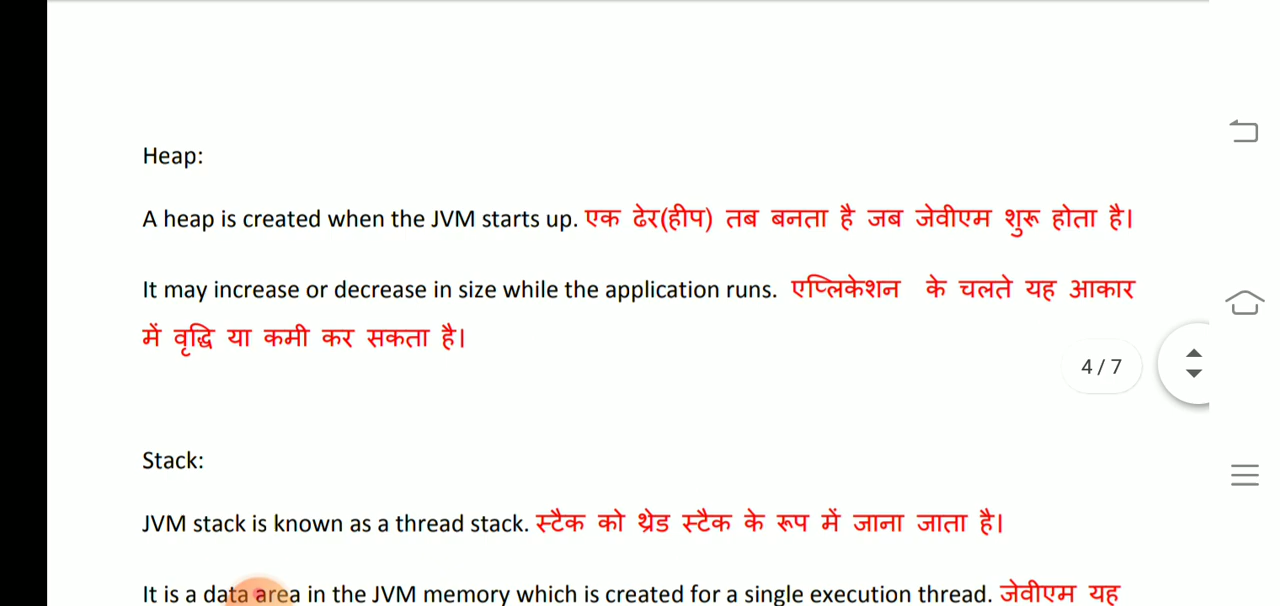 Heap:
A heap is created when the JVM starts up. एक ढेर(हीप) तब बनता है जब जेवीएम शुरू होता है।
It may increase or decrease in size while the application runs. एप्लिकेशन के चलते यह आकार
में वृद्धि या कमी कर सकता है।
4 / 7
Stack:
JVM stack is known as a thread stack. स्टैक को थ्रेड स्टैक के रूप में जाना जाता है।
It is a data area in the JVM memory which is created for a single execution thread. जेवीएम यह